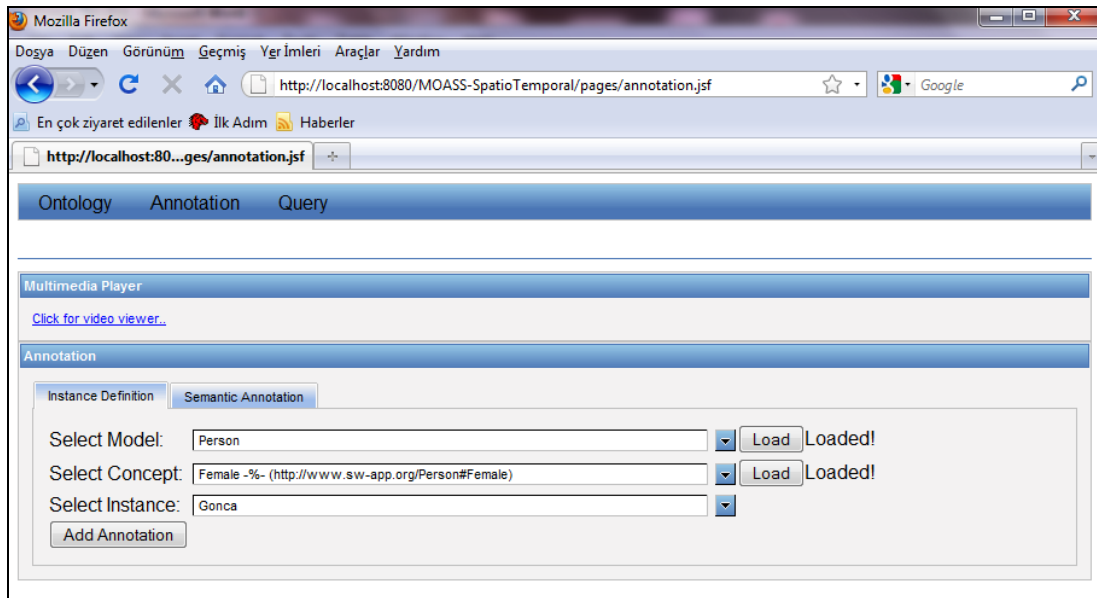 Mozilla Firefox
Dosya Düzen Görünüm Geçmiş Yer İmleri Araçlar Yardım
http://localhost:8080/MOASS-SpatioTemporal/pages/annotation.jsf Google
En çok ziyaret edilenler İlk Adım Haberler
http://localhost:80...ges/annotation.jsf
Ontology Annotation Query
Multimedia Player
Click for video viewer..
Annotation
Instance Definition Semantic Annotation
Select Model: Person Load Loaded!
Select Concept: Female -%- (http://www.sw-app.org/Person#Female) Load Loaded!
Select Instance: Gonca
Add Annotation